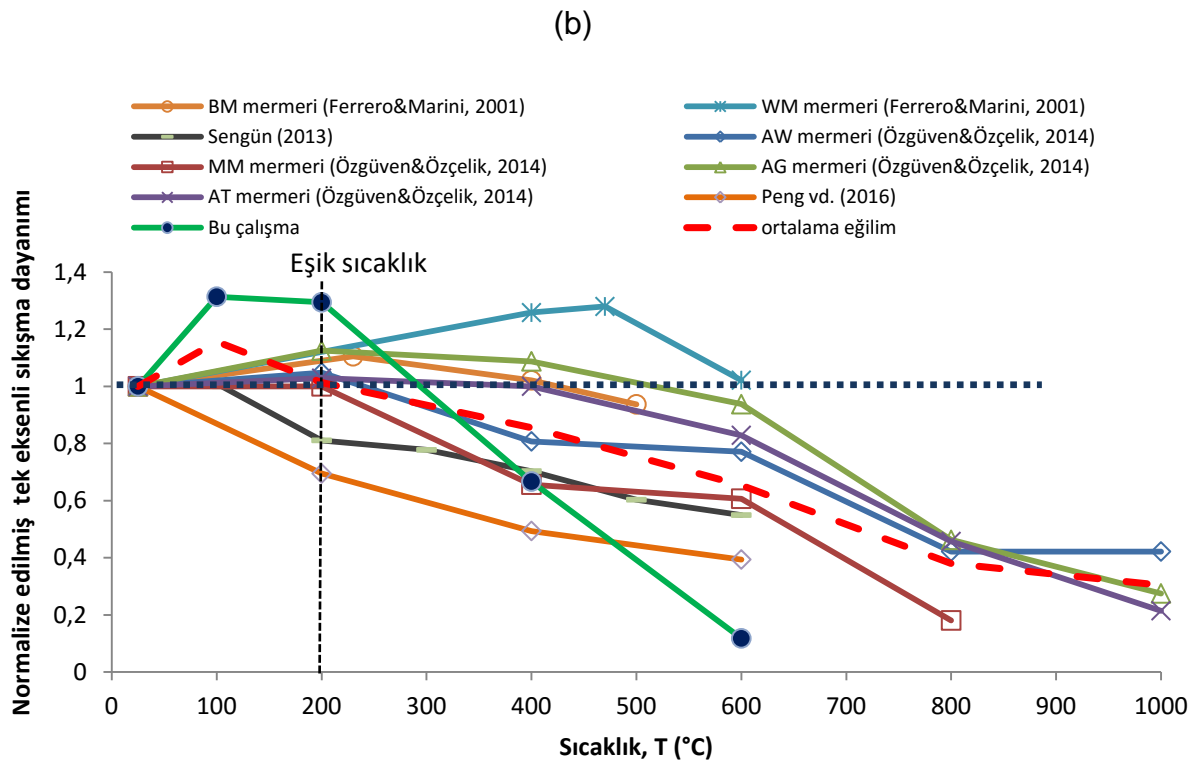 (b)
BM mermeri (Ferrero&Marini, 2001)
WM mermeri (Ferrero&Marini, 2001)
Sengün (2013)
AW mermeri (Özgüven&Özçelik, 2014)
MM mermeri (Özgüven&Özçelik, 2014)
AG mermeri (Özgüven&Özçelik, 2014)
AT mermeri (Özgüven&Özçelik, 2014)
Peng vd. (2016)
Bu çalışma
ortalama eğilim
Eşik sıcaklık
Normalize edilmiş tek eksenli sıkışma dayanımı
1,4
1,2
1
0,8
0,6
0,4
0,2
0
0 100 200 300 400 500 600 700 800 900 1000
Sıcaklık, T (°C)